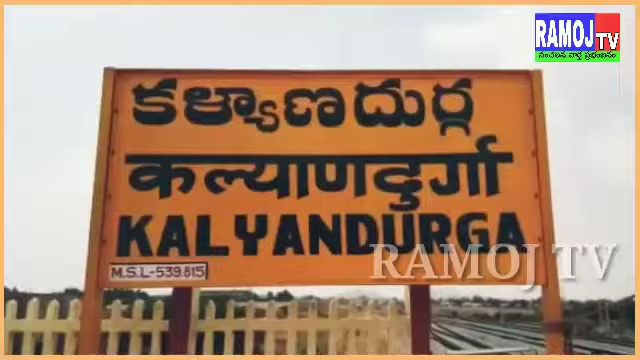 RAMOJ TV
కళ్యాణదుర్గ
कल्याणदुर्गा
KALYANDURGA
M.S.L-539.815
RAMOJ TV